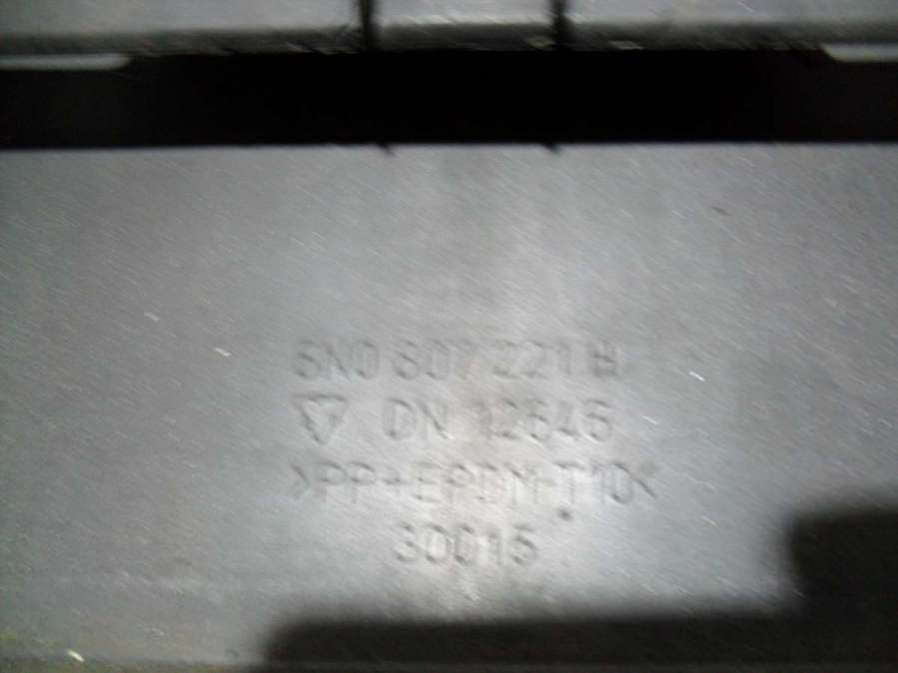 6N0 807 221 B
DN 12646
>PP+EPDM-T10<
30015